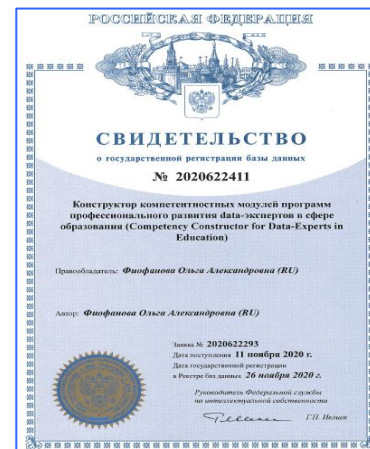 РОССИЙСКАЯ ФЕДЕРАЦИЯ
СВИДЕТЕЛЬСТВО
о государственной регистрации базы данных
№ 2020622411
Конструктор компетентностных модулей программ
профессионального развития data-экспертов в сфере
образования (Competency Constructor for Data-Experts in
Education)
Правообладатель: Фиофанова Ольга Александровна (RU)
Автор: Фиофанова Ольга Александровна (RU)
Заявка № 2020622293
Дата поступления 11 ноября 2020 г.
Дата государственной регистрации
в Реестре баз данных 26 ноября 2020 г.
Руководитель Федеральной службы
по интеллектуальной собственности
Г.П. Ивлиев